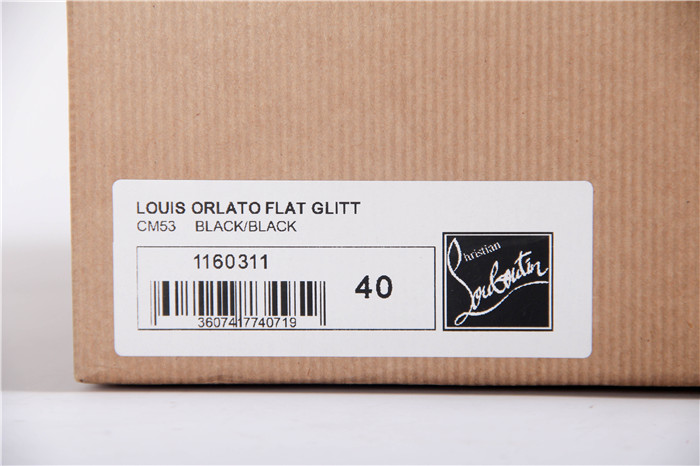 LOUIS ORLATO FLAT GLITT
CM53 BLACK/BLACK
1160311
3607417740719
40
Christian
Louboutin